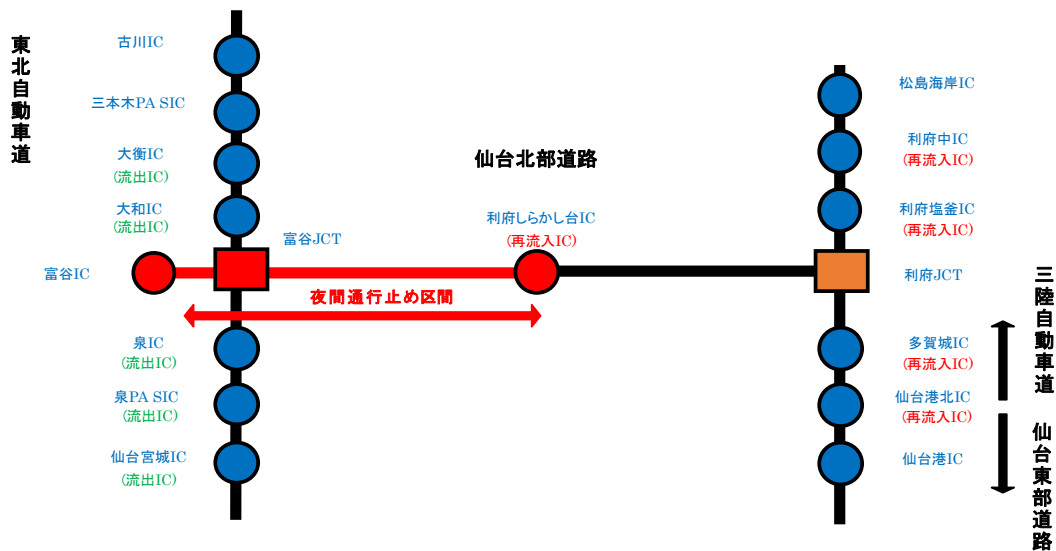 東北自動車道
古川IC
三本木PA SIC
大衡IC
(流出IC)
大和IC
(流出IC)
富谷JCT
富谷IC
泉IC
(流出IC)
泉PA SIC
(流出IC)
仙台宮城IC
(流出IC)
仙台北部道路
利府しらかし台IC
(再流入IC)
夜間通行止め区間
松島海岸IC
利府中IC
(再流入IC)
利府塩釜IC
(再流入IC)
利府JCT
多賀城IC
(再流入IC)
仙台港北IC
(再流入IC)
仙台港IC
三陸自動車道
仙台東部道路